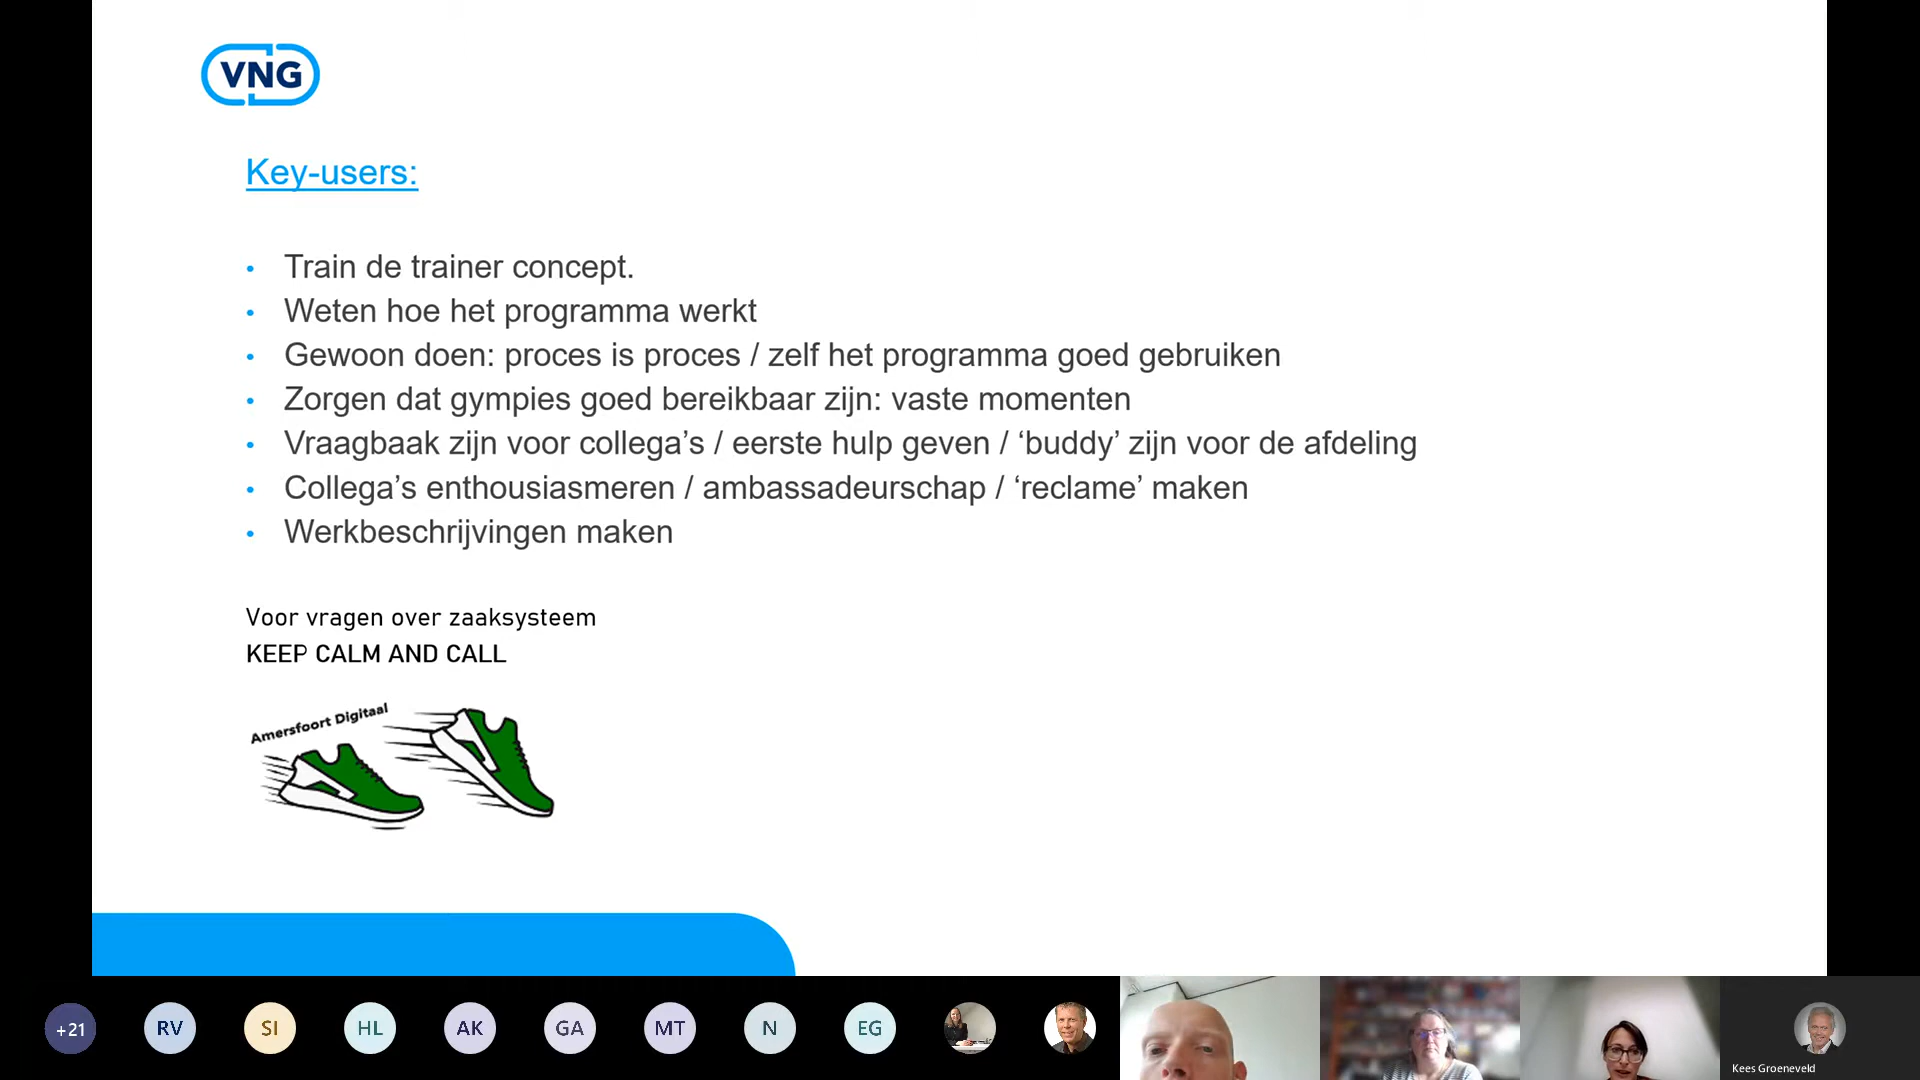 VNG
Key-users:
• Train de trainer concept.
• Weten hoe het programma werkt
• Gewoon doen: proces is proces / zelf het programma goed gebruiken
• Zorgen dat gympies goed bereikbaar zijn: vaste momenten
• Vraagbaak zijn voor collega’s / eerste hulp geven / ‘buddy’ zijn voor de afdeling
• Collega’s enthousiasmeren / ambassadeurschap / ‘reclame’ maken
• Werkbeschrijvingen maken
Voor vragen over zaaksysteem
KEEP CALM AND CALL
Amersfoort Digitaal
+21 RV SI HL AK GA MT N EG
Kees Groeneveld